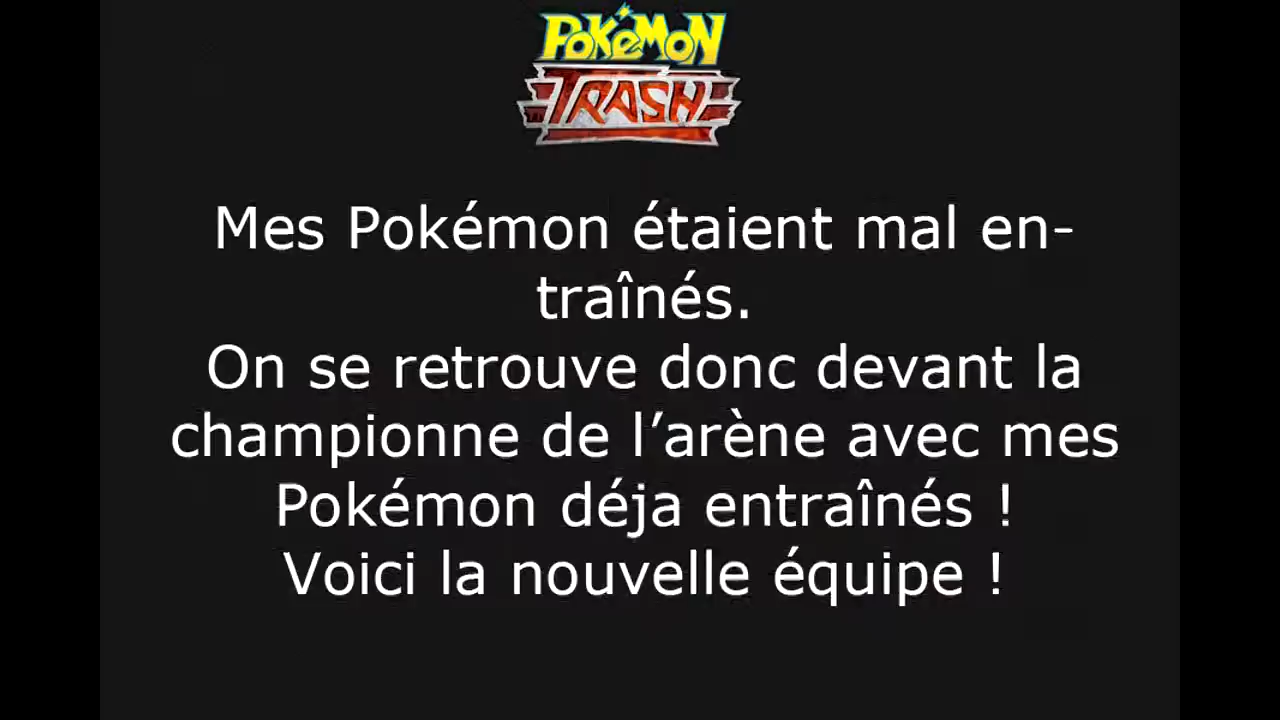 POKÉMON
TRASH
Mes Pokémon étaient mal en-
traînés.
On se retrouve donc devant la
championne de l’arène avec mes
Pokémon déja entraînés !
Voici la nouvelle équipe !